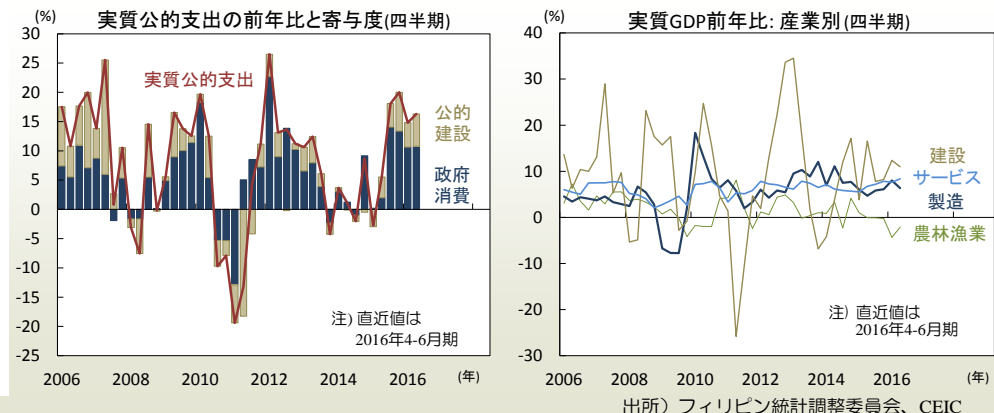 実質公的支出の前年比と寄与度(四半期)
(%)
30
25
20
15
10
5
0
-5
-10
-15
-20
-25
実質公的支出
公的
建設
政府
消費
注) 直近値は
2016年4-6月期
2006
2008
2010
2012
2014
2016
(年)
実質GDP前年比: 産業別(四半期)
(%)
40
30
20
10
0
-10
-20
-30
建設
サービス
製造
農林漁業
注) 直近値は
2016年4-6月期
2006
2008
2010
2012
2014
2016
(年)
出所）フィリピン統計調整委員会、CEIC